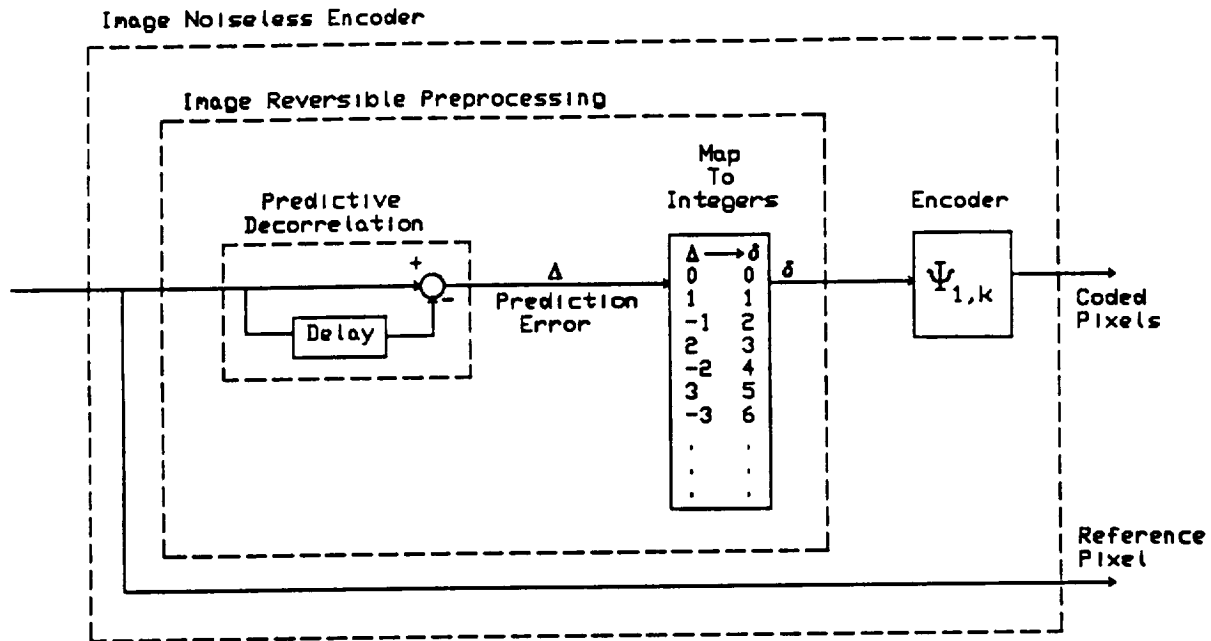 Image Noiseless Encoder
Image Reversible Preprocessing
Map
To
Integers
Predictive
Decorrelation
Encoder
+
-
Delay
Δ
Prediction
Error
Δ → δ
0 0
1 1
-1 2
2 3
-2 4
3 5
-3 6
. .
. .
. .
δ
Ψ1,k
Coded
Pixels
Reference
Pixel